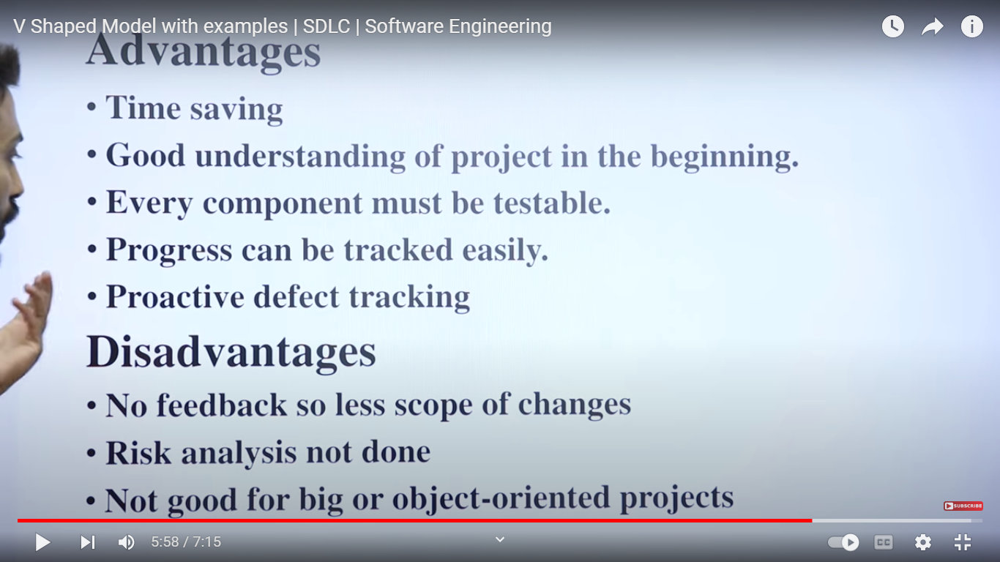 V Shaped Model with examples | SDLC | Software Engineering
Advantages
• Time saving
• Good understanding of project in the beginning.
• Every component must be testable.
• Progress can be tracked easily.
• Proactive defect tracking
Disadvantages
• No feedback so less scope of changes
• Risk analysis not done
• Not good for big or object-oriented projects
SUBSCRIBE
5:58 / 7:15
CC